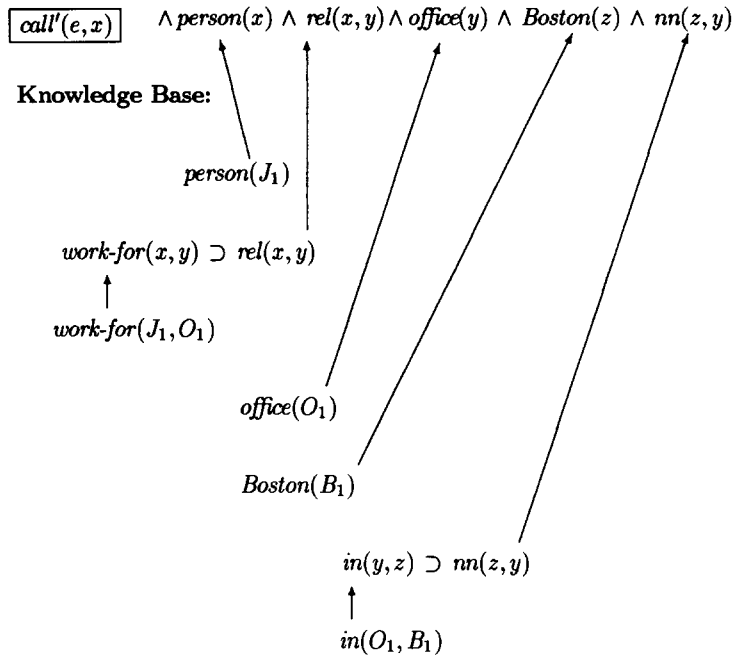 call′(e, x) ∧ person(x) ∧ rel(x, y) ∧ office(y) ∧ Boston(z) ∧ nn(z, y)
Knowledge Base:
person(J₁)
work-for(x, y) ⊃ rel(x, y)
work-for(J₁, O₁)
office(O₁)
Boston(B₁)
in(y, z) ⊃ nn(z, y)
in(O₁, B₁)